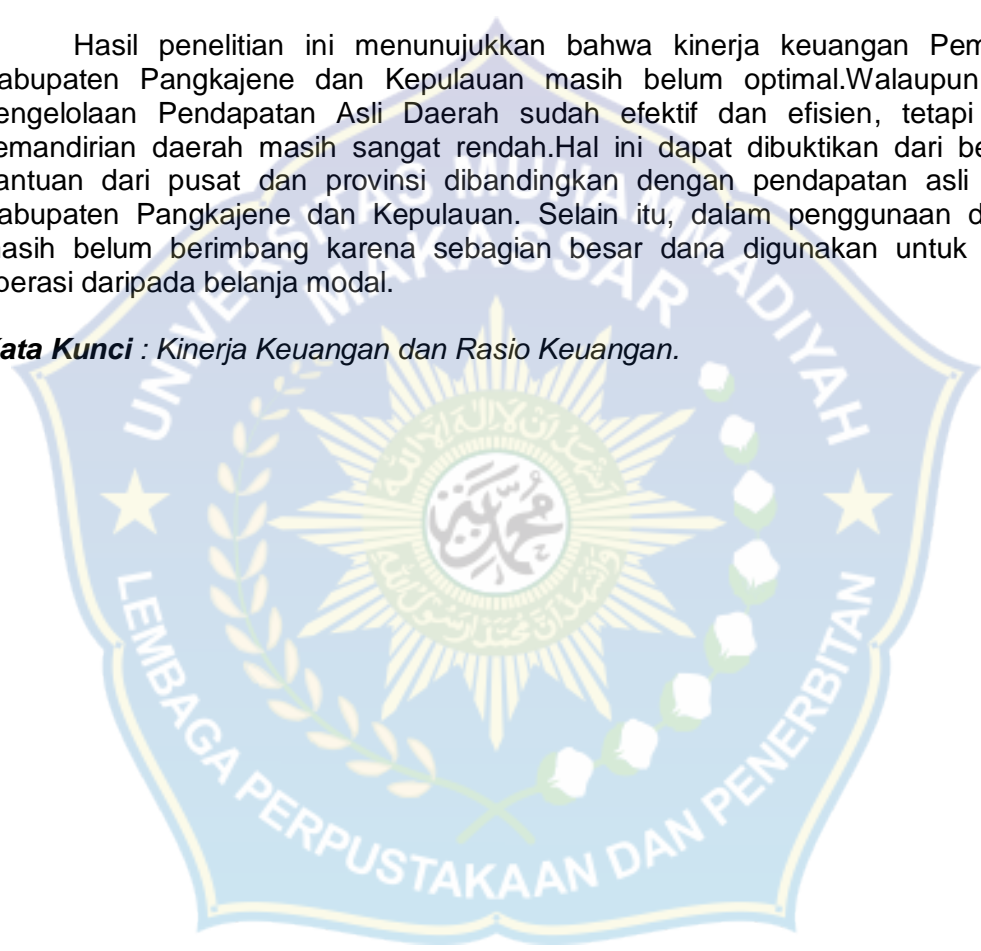 Hasil penelitian ini menunujukkan bahwa kinerja keuangan Pem
abupaten Pangkajene dan Kepulauan masih belum optimal.Walaupun
engelolaan Pendapatan Asli Daerah sudah efektif dan efisien, tetapi
emandirian daerah masih sangat rendah.Hal ini dapat dibuktikan dari be
antuan dari pusat dan provinsi dibandingkan dengan pendapatan asli
abupaten Pangkajene dan Kepulauan. Selain itu, dalam penggunaan d
asih belum berimbang karena sebagian besar dana digunakan untuk
perasi daripada belanja modal.
ata Kunci : Kinerja Keuangan dan Rasio Keuangan.
UNIVERSITAS MUHAMMADIYAH
MAKASSAR
LEMBAGA PERPUSTAKAAN DAN PENERBITAN